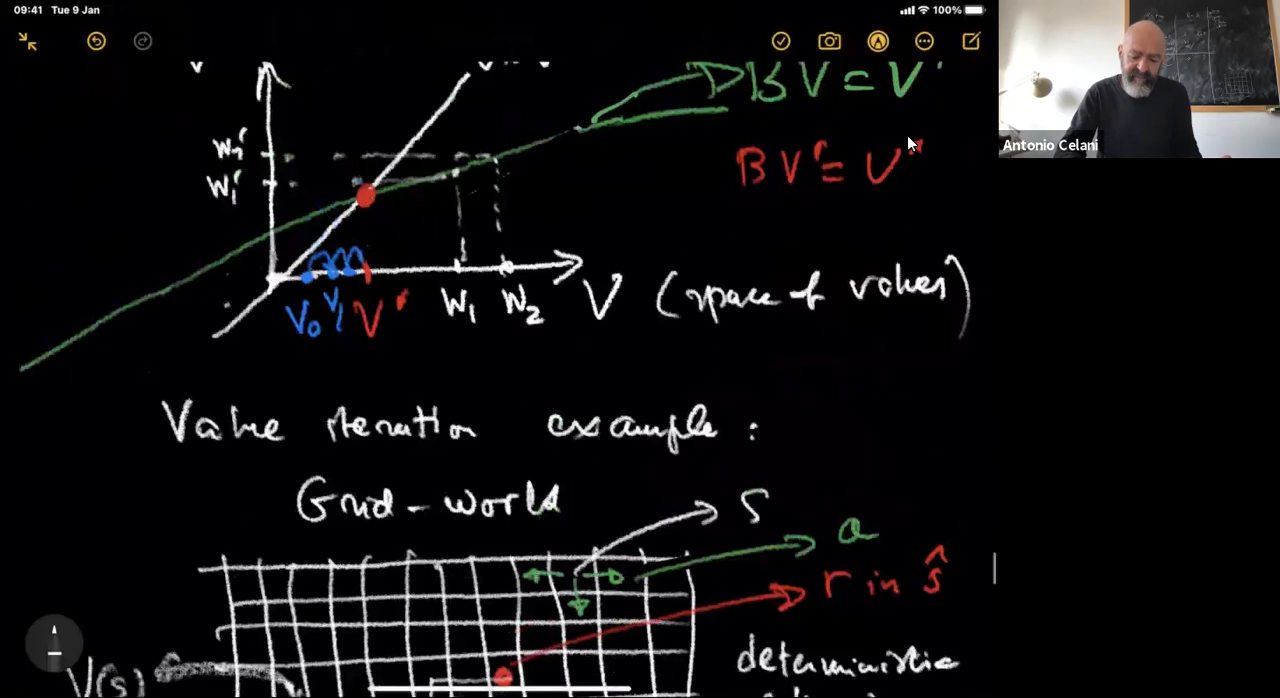 09:41 Tue 9 Jan
100%
Antonio Celani
BV = V'
BV' = V"
W2'
W1'
V0 V1 V* W1 W2 V (space of values)
Value iteration example:
Grid-world
S
a
r in ŝ
deterministic
V(s)